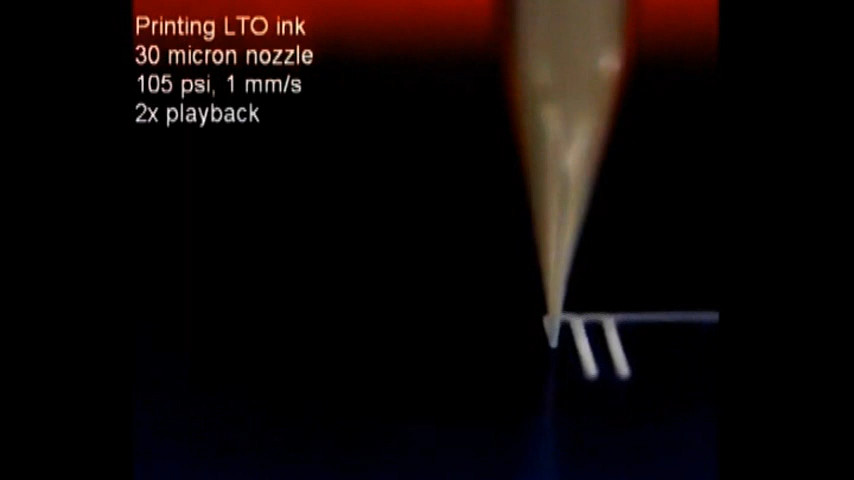 Printing LTO ink
30 micron nozzle
105 psi, 1 mm/s
2x playback